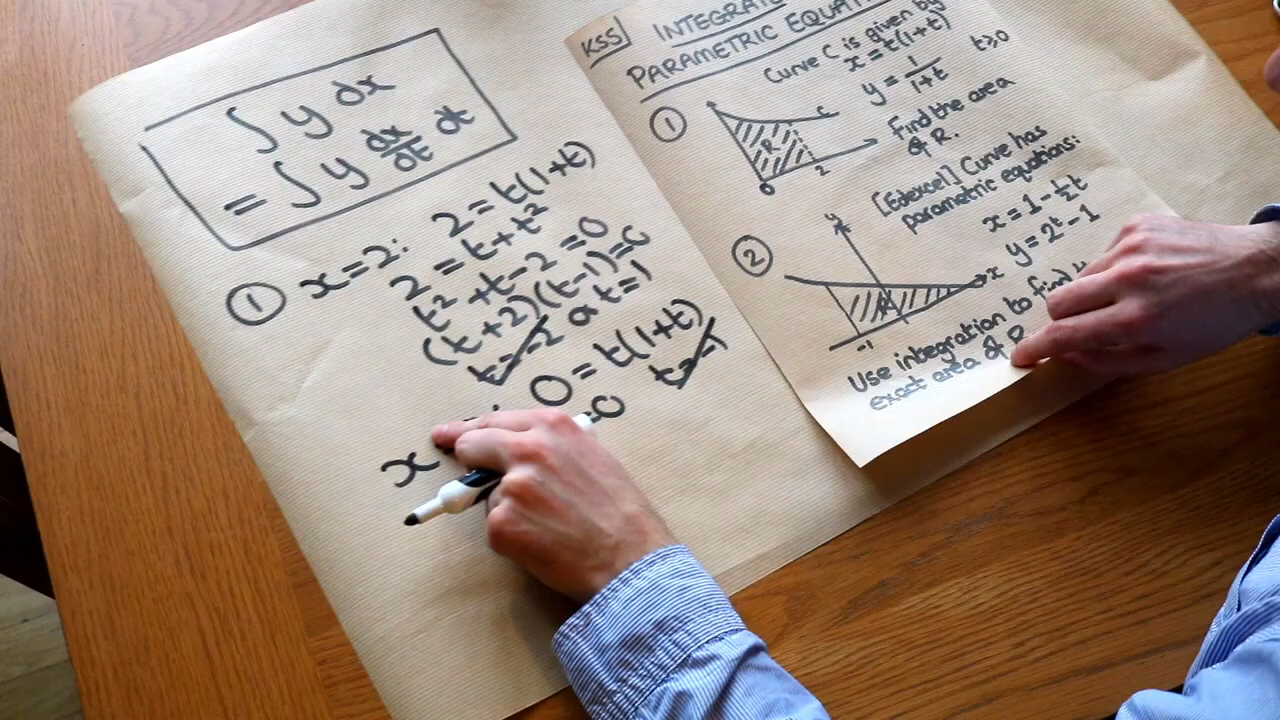 ∫ y dx
= ∫ y dx/dt dt
① x=2: 2 = t(1+t)
2 = t+t²
t²+t-2=0
(t+2)(t-1)=0
t=-2 or t=1
0 = t(1+t)
=0 t=-1
x
KSS
PARAMETRIC
① Curve C is given by
x = t(1+t)
y = 1/1+t t≥0
C
R
0 2
Find the area
of R.
② [Edexcel] Curve has
parametric equations:
x = 1 - ½t
y = 2ᵗ - 1
y
x
R
-1
Use integration to find
exact area of R